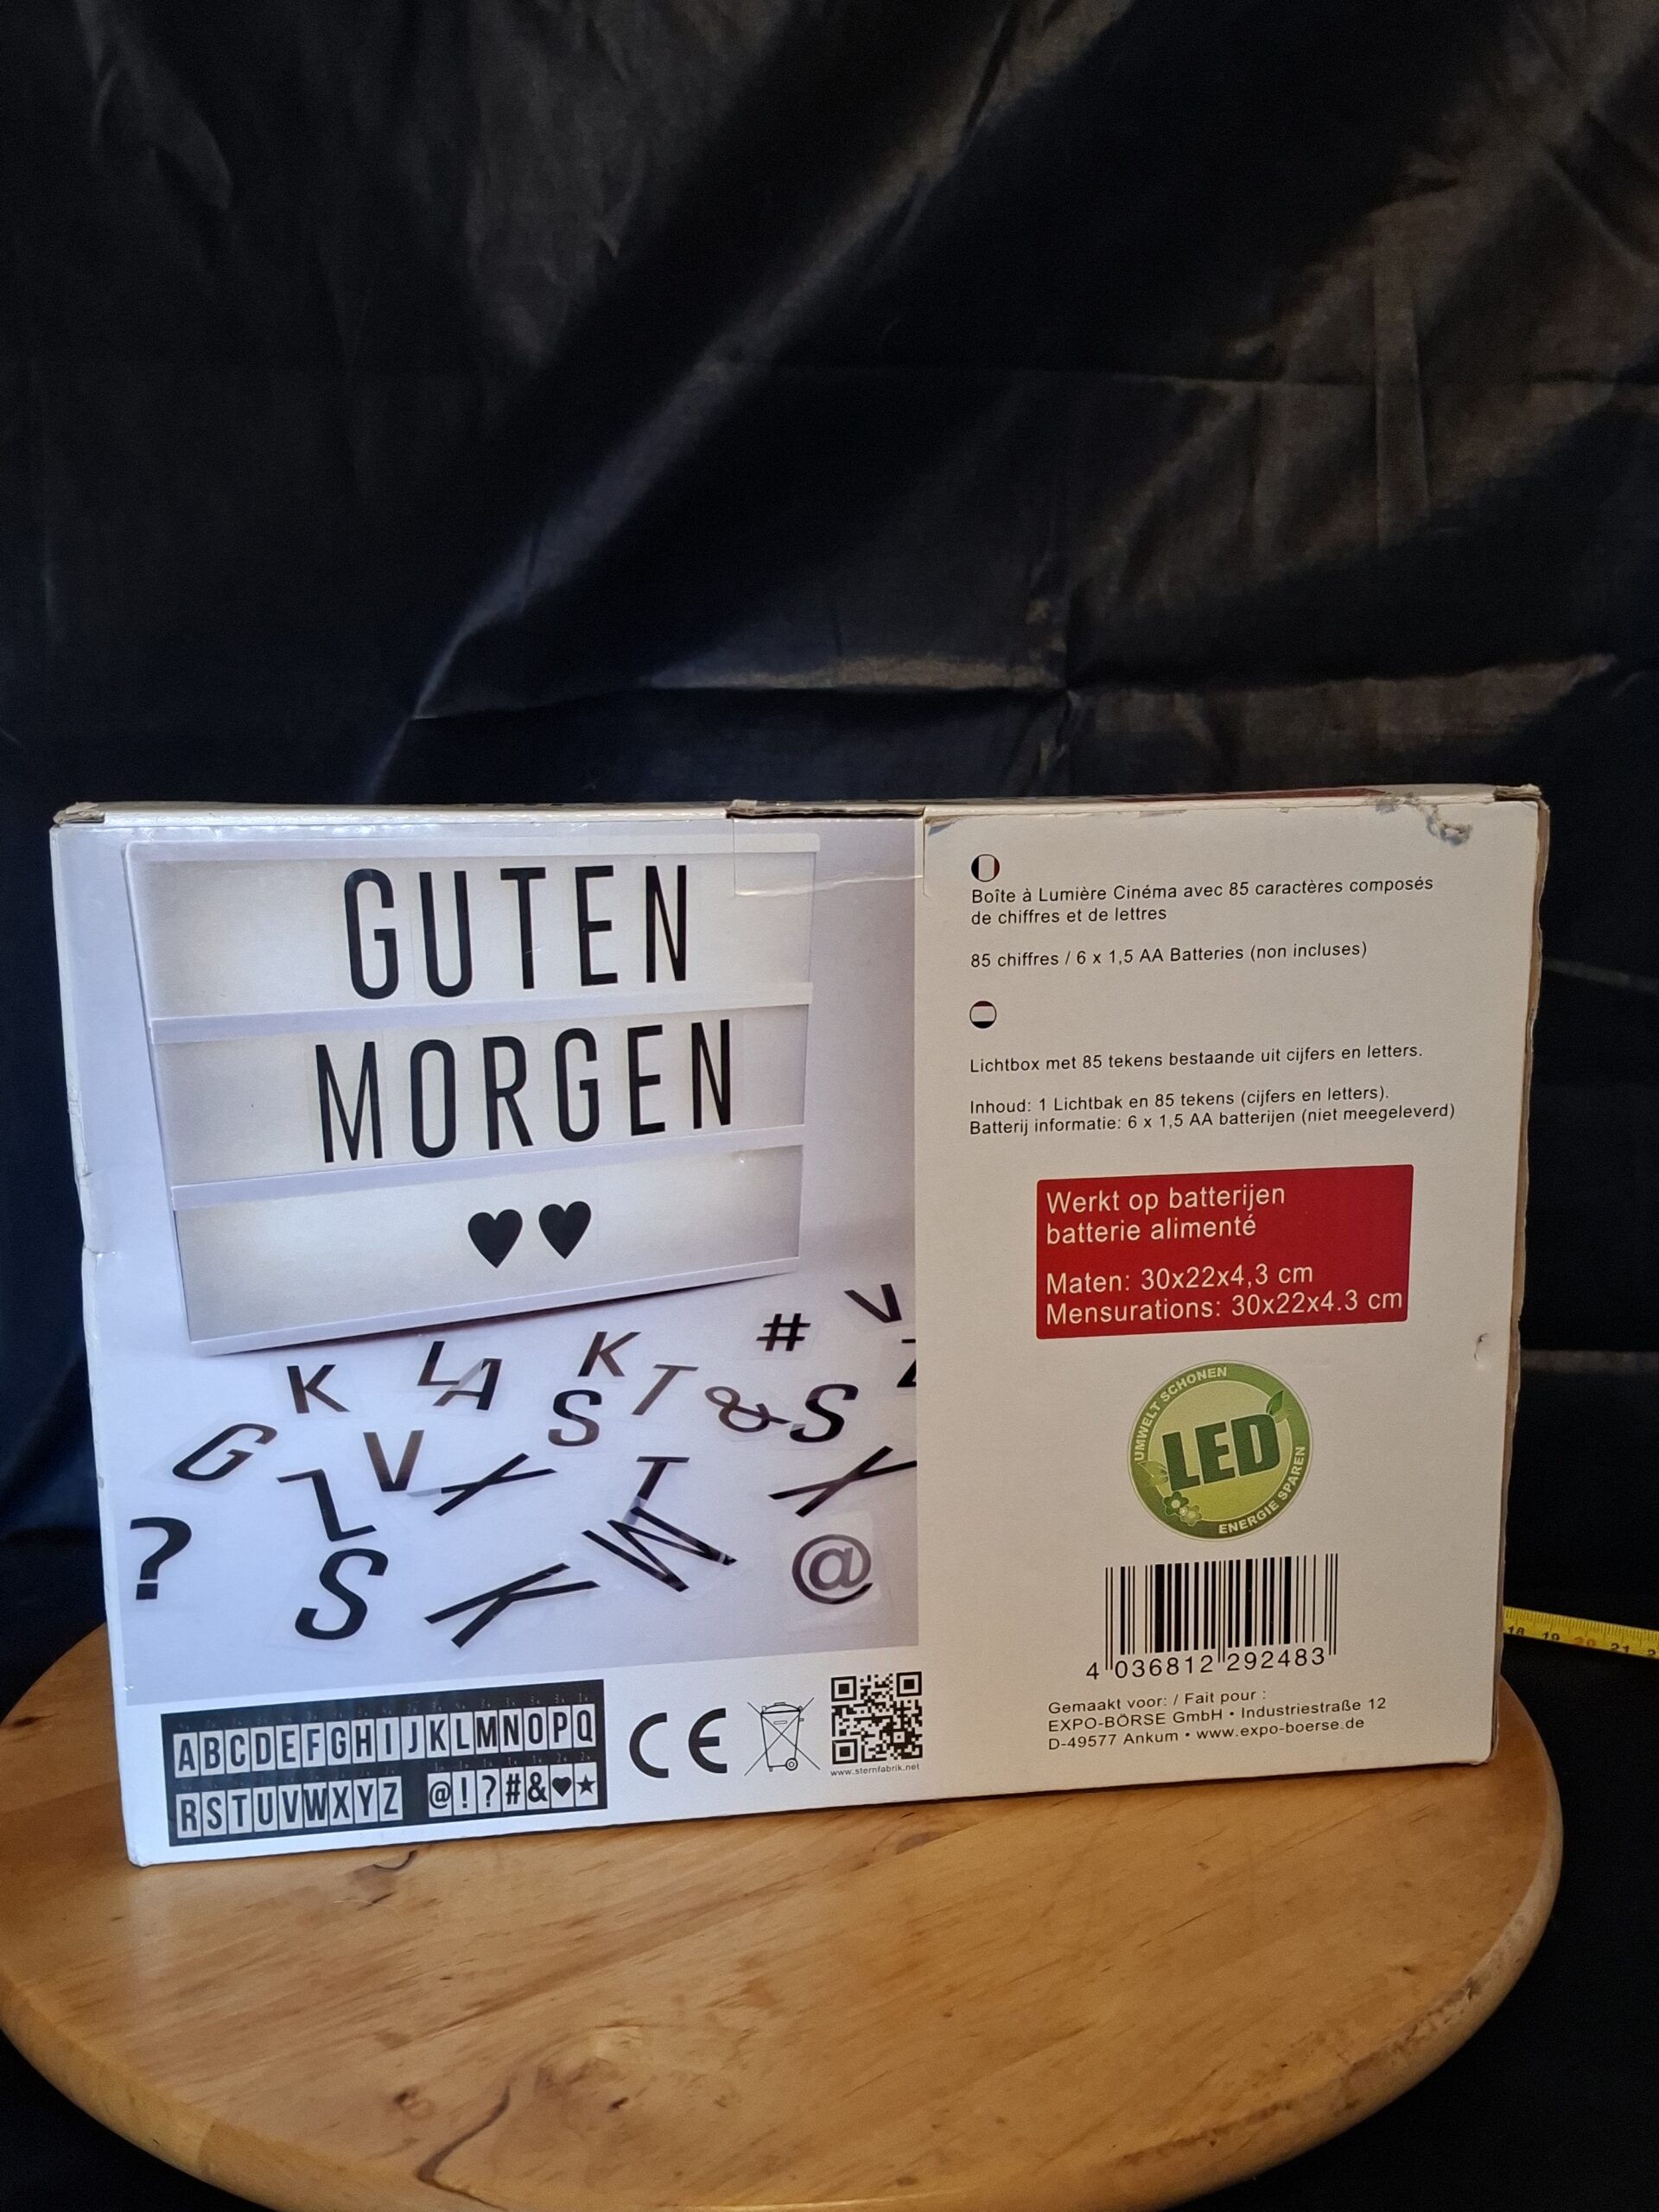 GUTEN
MORGEN
♥♥
K L A K T # V
G V S & S
? L T @
S K W
ABCDEFGHIJKLMNOPQ
RSTUVWXYZ @!?#&♥★
CE
www.sternfabrik.net
Boîte à Lumière Cinéma avec 85 caractères composés
de chiffres et de lettres
85 chiffres / 6 x 1,5 AA Batteries (non incluses)
Lichtbox met 85 tekens bestaande uit cijfers en letters.
Inhoud: 1 Lichtbak en 85 tekens (cijfers en letters).
Batterij informatie: 6 x 1,5 AA batterijen (niet meegeleverd)
Werkt op batterijen
batterie alimenté
Maten: 30x22x4,3 cm
Mensurations: 30x22x4.3 cm
UMWELT SCHONEN
LED
ENERGIE SPAREN
4 036812 292483
Gemaakt voor: / Fait pour :
EXPO-BÖRSE GmbH • Industriestraße 12
D-49577 Ankum • www.expo-boerse.de
18 19 20 21